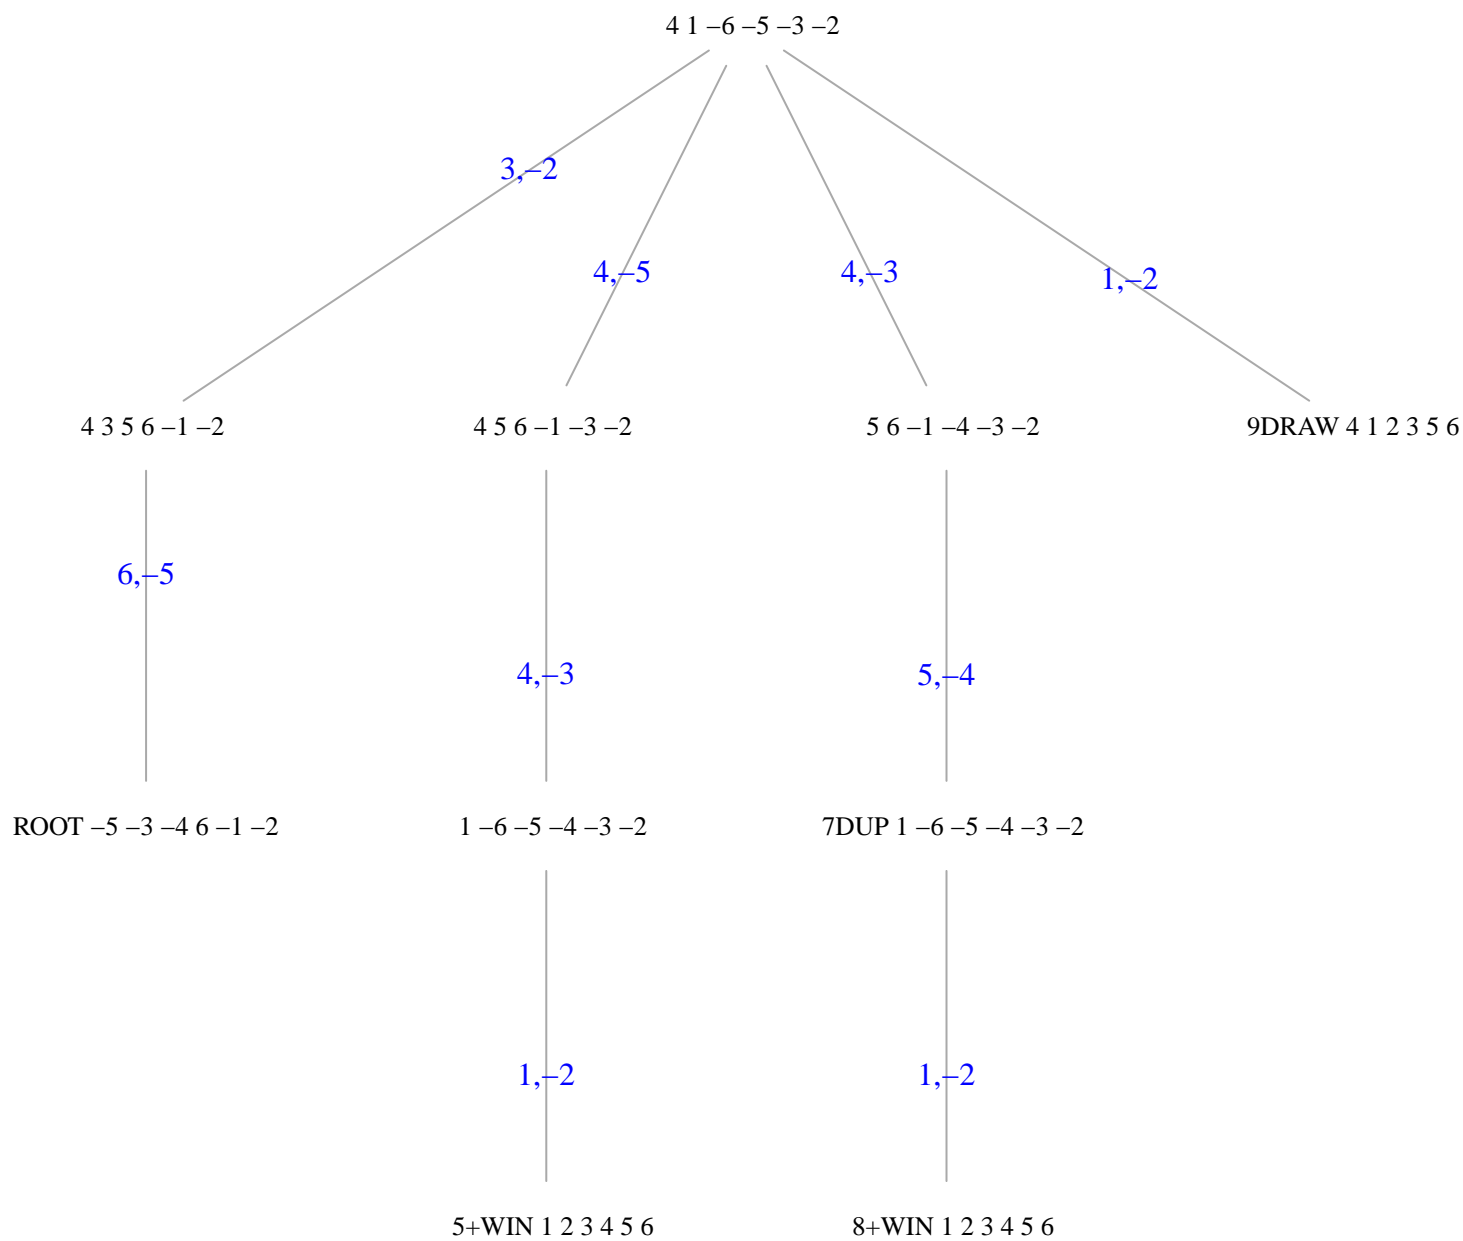 4 1 –6 –5 –3 –2
3,–2
4,–5
4,–3
1,–2
4 3 5 6 –1 –2
4 5 6 –1 –3 –2
5 6 –1 –4 –3 –2
9DRAW 4 1 2 3 5 6
6,–5
4,–3
5,–4
ROOT –5 –3 –4 6 –1 –2
1 –6 –5 –4 –3 –2
7DUP 1 –6 –5 –4 –3 –2
1,–2
1,–2
5+WIN 1 2 3 4 5 6
8+WIN 1 2 3 4 5 6